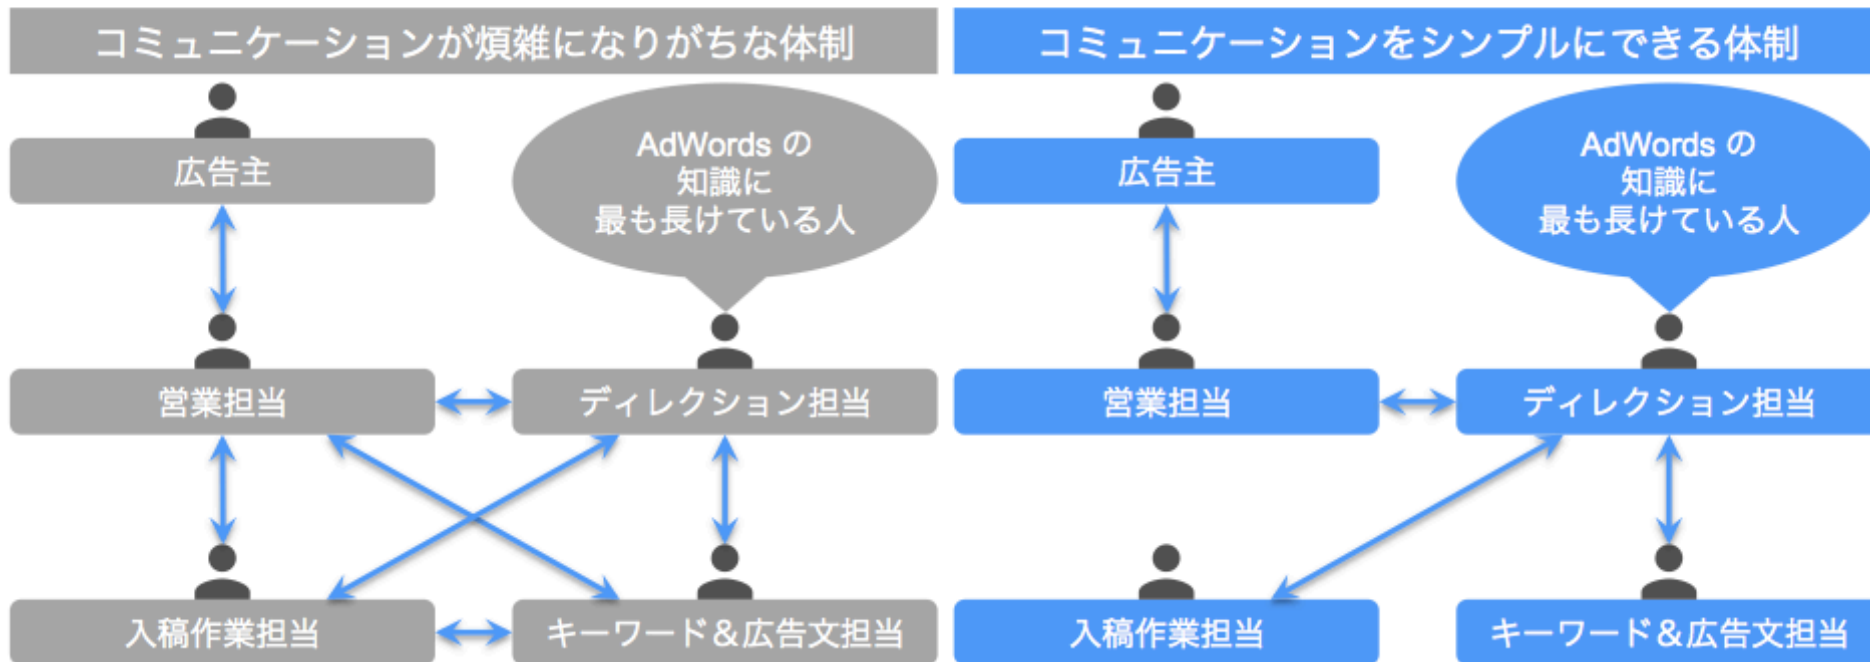 コミュニケーションが煩雑になりがちな体制
広告主
AdWords の
知識に
最も長けている人
営業担当
ディレクション担当
入稿作業担当
キーワード＆広告文担当
コミュニケーションをシンプルにできる体制
広告主
AdWords の
知識に
最も長けている人
営業担当
ディレクション担当
入稿作業担当
キーワード＆広告文担当